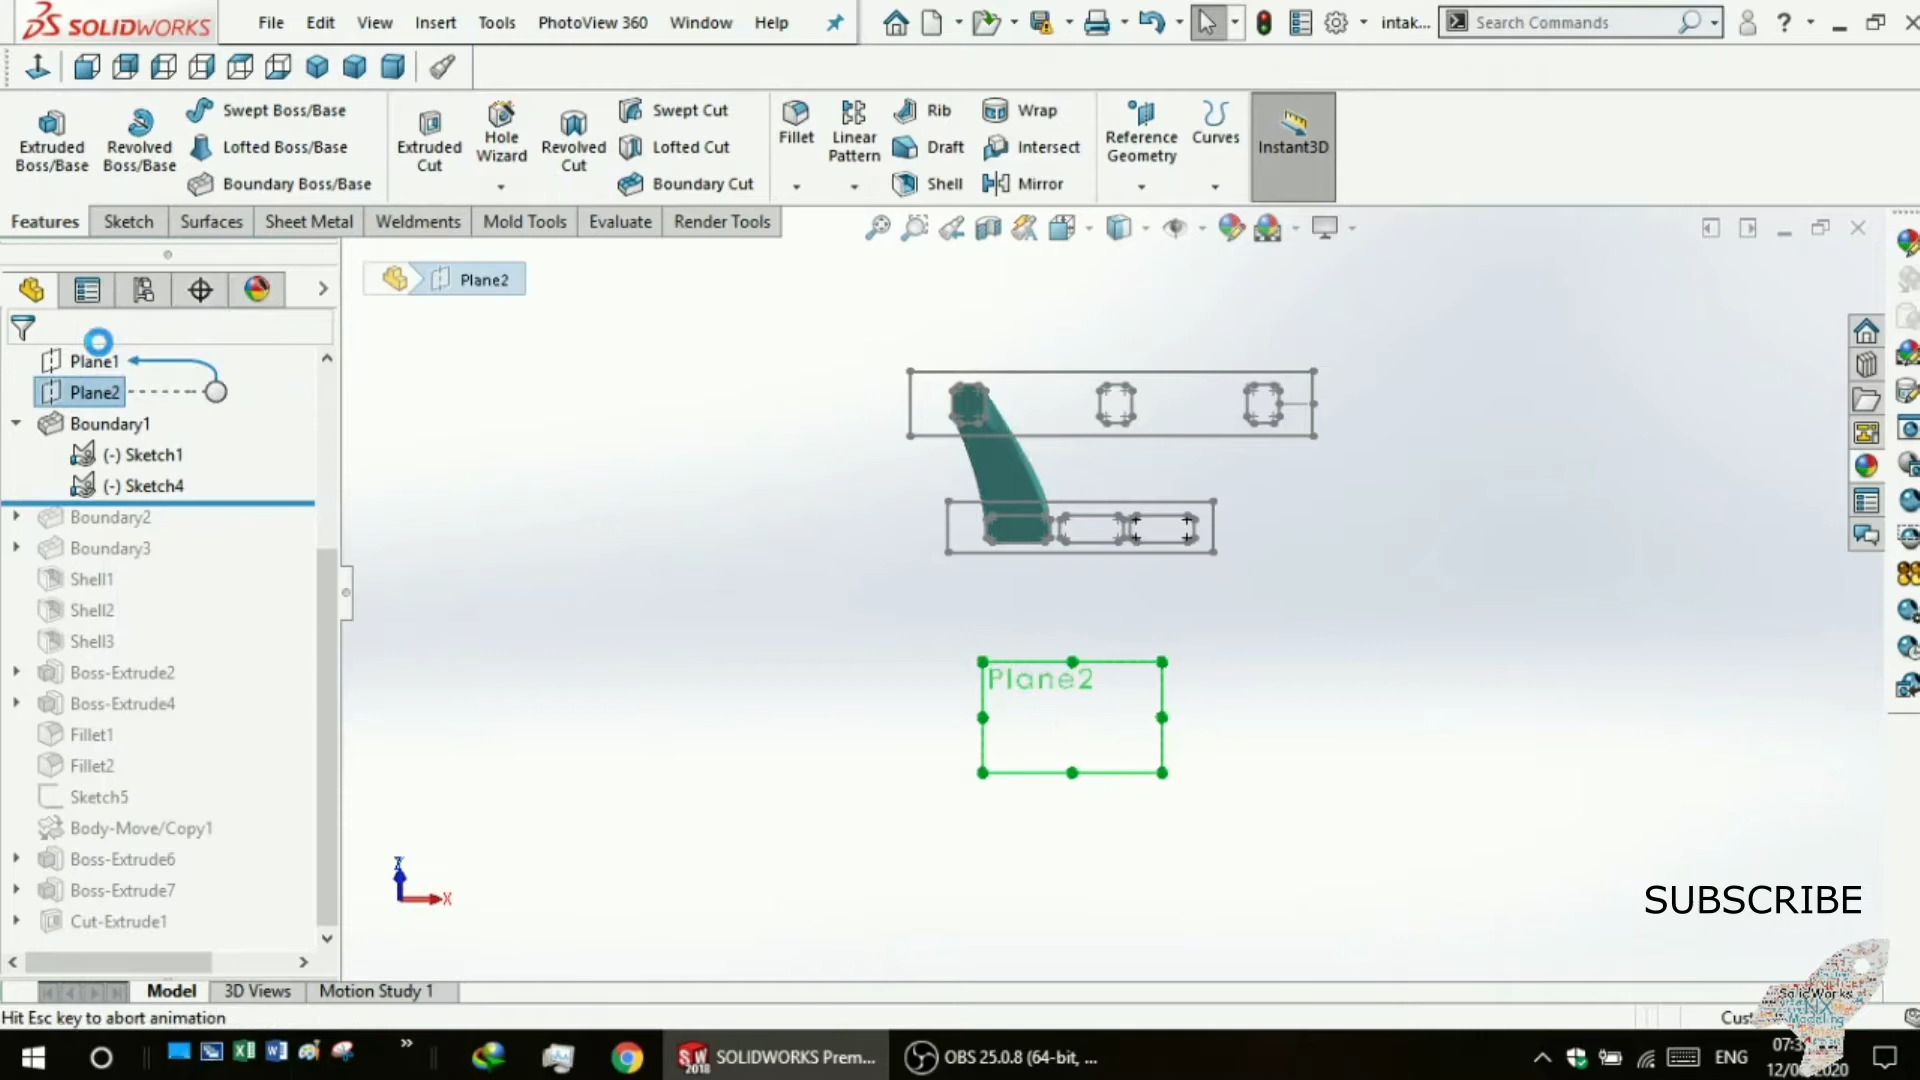 SOLIDWORKS File Edit View Insert Tools PhotoView 360 Window Help intak... Search Commands ?
Extruded Boss/Base
Revolved Boss/Base
Swept Boss/Base
Lofted Boss/Base
Boundary Boss/Base
Extruded Cut
Hole Wizard
Revolved Cut
Swept Cut
Lofted Cut
Boundary Cut
Fillet
Linear Pattern
Rib
Draft
Shell
Wrap
Intersect
Mirror
Reference Geometry
Curves
Instant3D
Features Sketch Surfaces Sheet Metal Weldments Mold Tools Evaluate Render Tools
Plane2
Plane1
Plane2
Boundary1
(-) Sketch1
(-) Sketch4
Boundary2
Boundary3
Shell1
Shell2
Shell3
Boss-Extrude2
Boss-Extrude4
Fillet1
Fillet2
Sketch5
Body-Move/Copy1
Boss-Extrude6
Boss-Extrude7
Cut-Extrude1
Plane2
Z
X
SUBSCRIBE
SolidWorks
NX
Modeling
Model 3D Views Motion Study 1
Hit Esc key to abort animation
SW 2018 SOLIDWORKS Prem... OBS 25.0.8 (64-bit, ... ENG